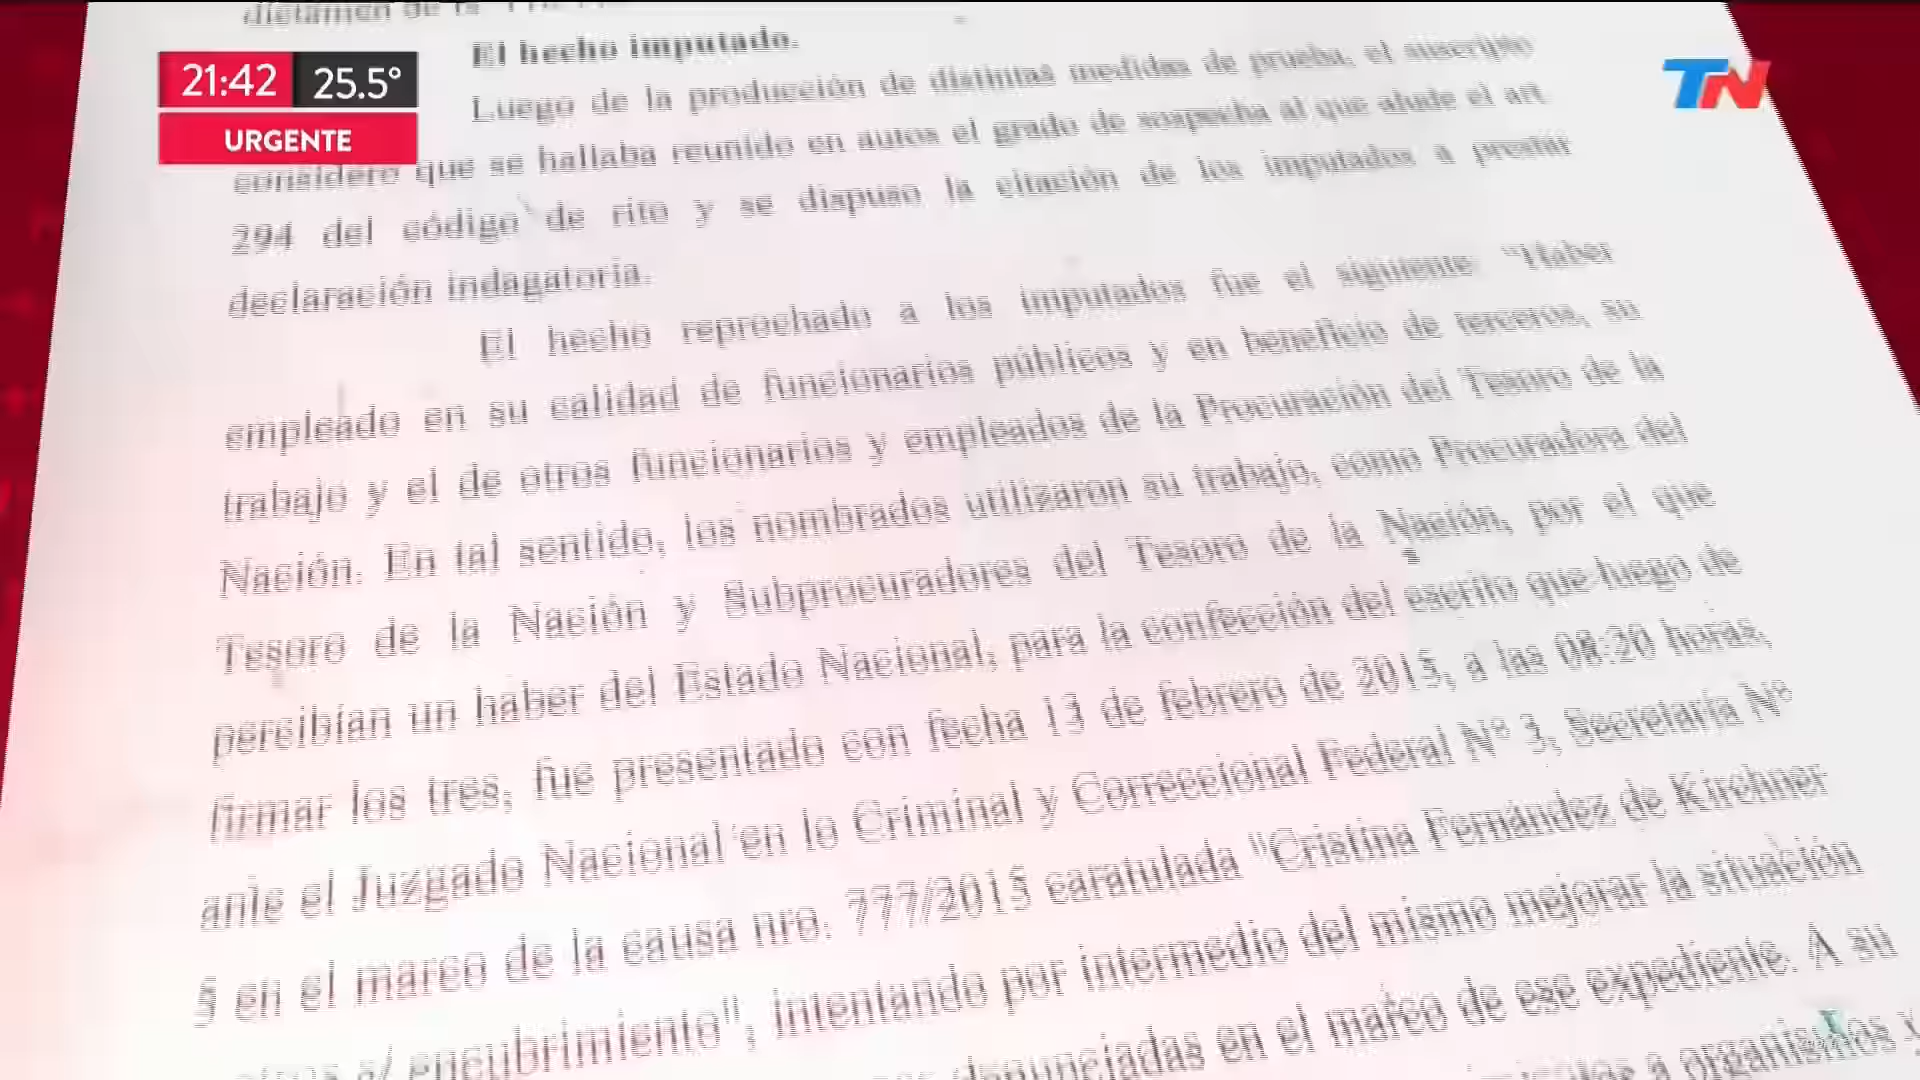 21:42 25.5°
URGENTE
TN
dictamen de la
El hecho imputado.
Luego de la producción de distintas medidas de prueba, el suscripto
consideró que se hallaba reunido en autos el grado de sospecha al que alude el art.
294 del código de rito y se dispuso la citación de los imputados a prestar
declaración indagatoria.
El hecho reprochado a los imputados fue el siguiente: "Haber
empleado en su calidad de funcionarios públicos y en beneficio de terceros, su
trabajo y el de otros funcionarios y empleados de la Procuración del Tesoro de la
Nación. En tal sentido, los nombrados utilizaron su trabajo, como Procuradora del
Tesoro de la Nación y Subprocuradores del Tesoro de la Nación, por el que
percibían un haber del Estado Nacional, para la confección del escrito que luego de
firmar los tres, fue presentado con fecha 13 de febrero de 2015, a las 08:20 horas,
ante el Juzgado Nacional en lo Criminal y Correccional Federal Nº 3, Secretaría Nº
5 en el marco de la causa nro. 777/2015 caratulada "Cristina Fernández de Kirchner
s/ encubrimiento", intentando por intermedio del mismo mejorar la situación
denunciadas en el marco de ese expediente. A su
a organismos y